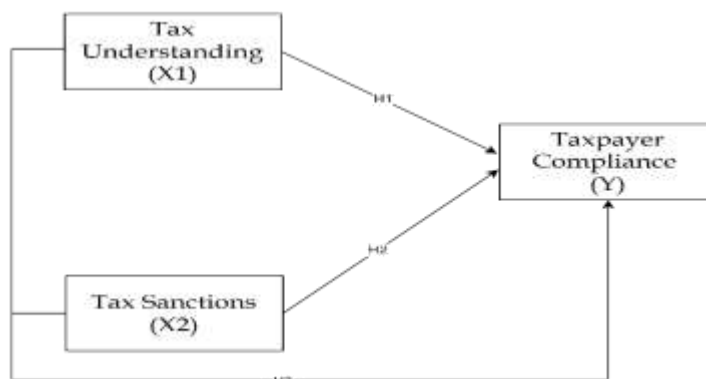 Tax
Understanding
(X1)
H1
Taxpayer
Compliance
(Y)
H2
Tax Sanctions
(X2)